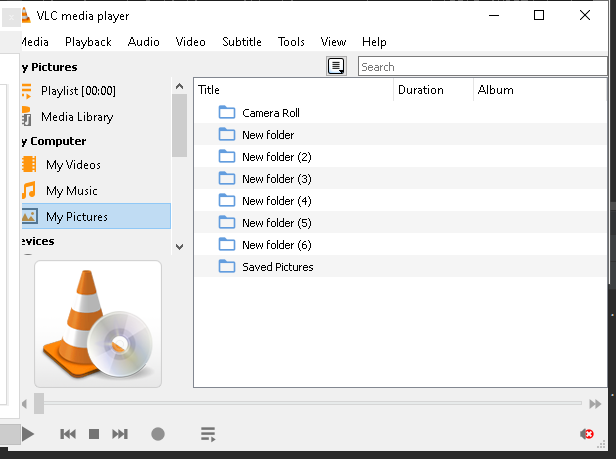 VLC media player
Media Playback Audio Video Subtitle Tools View Help
y Pictures
Search
Playlist [00:00]
Media Library
y Computer
My Videos
My Music
My Pictures
evices
Title Duration Album
Camera Roll
New folder
New folder (2)
New folder (3)
New folder (4)
New folder (5)
New folder (6)
Saved Pictures